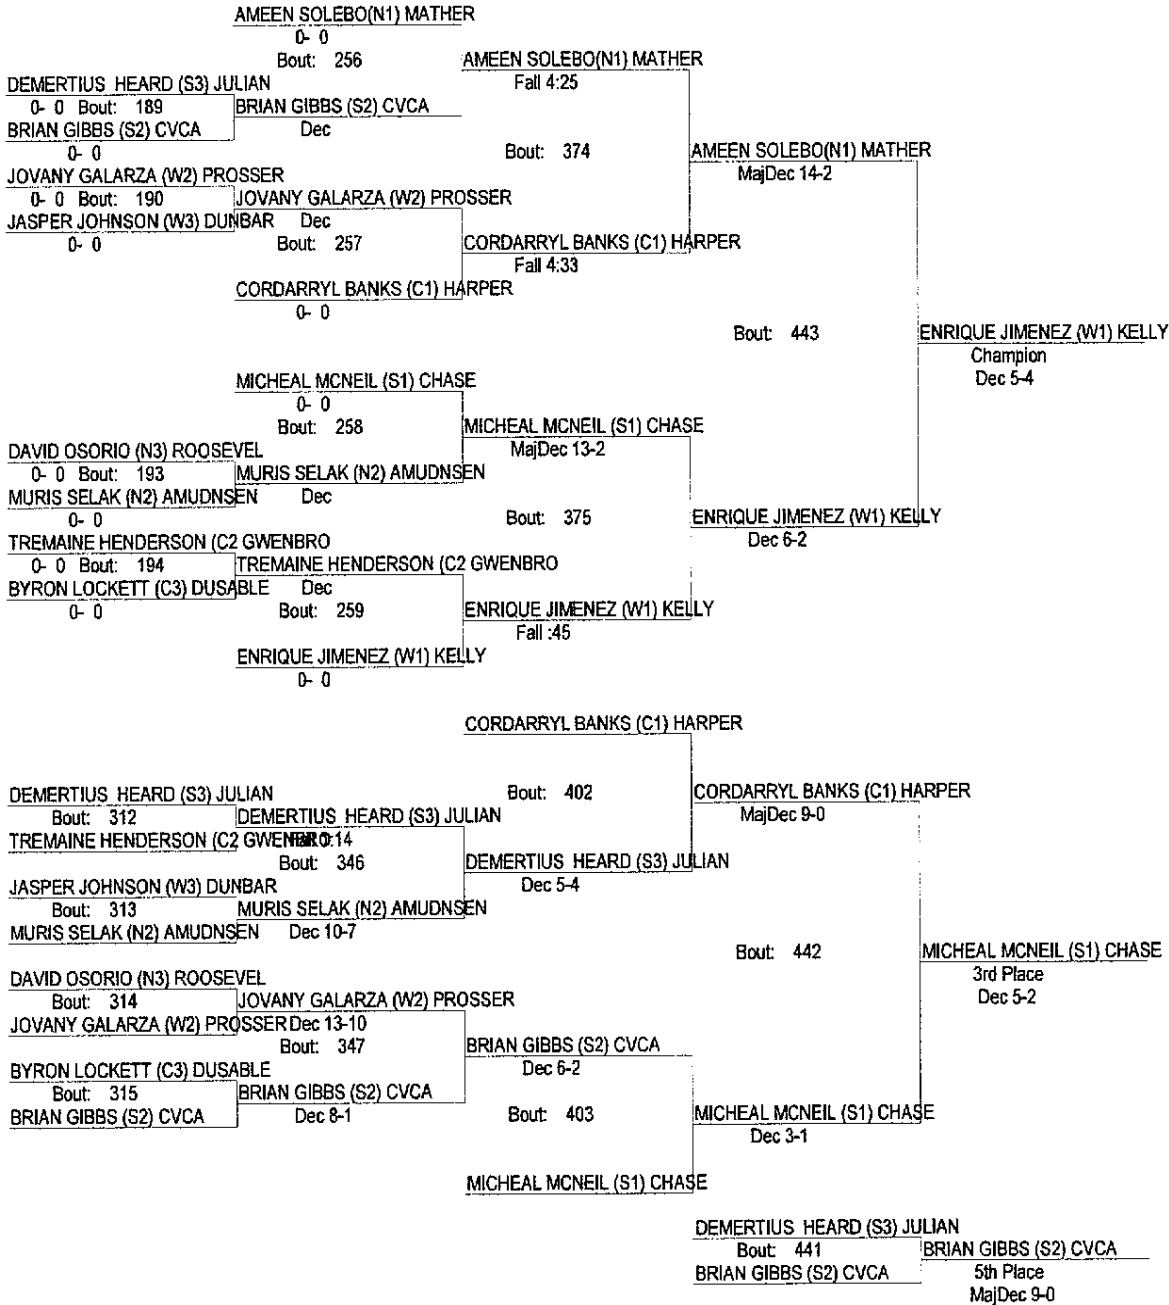 AMEEN SOLEBO(N1) MATHER
0- 0
Bout: 256
AMEEN SOLEBO(N1) MATHER
Fall 4:25
DEMERTIUS HEARD (S3) JULIAN
0- 0 Bout: 189
BRIAN GIBBS (S2) CVCA
BRIAN GIBBS (S2) CVCA
Dec
0- 0
Bout: 374
AMEEN SOLEBO(N1) MATHER
MajDec 14-2
JOVANY GALARZA (W2) PROSSER
0- 0 Bout: 190
JOVANY GALARZA (W2) PROSSER
JASPER JOHNSON (W3) DUNBAR
Dec
0- 0
Bout: 257
CORDARRYL BANKS (C1) HARPER
Fall 4:33
CORDARRYL BANKS (C1) HARPER
0- 0
Bout: 443
ENRIQUE JIMENEZ (W1) KELLY
Champion
Dec 5-4
MICHEAL MCNEIL (S1) CHASE
0- 0
Bout: 258
MICHEAL MCNEIL (S1) CHASE
MajDec 13-2
DAVID OSORIO (N3) ROOSEVEL
0- 0 Bout: 193
MURIS SELAK (N2) AMUDNSEN
MURIS SELAK (N2) AMUDNSEN
Dec
0- 0
Bout: 375
ENRIQUE JIMENEZ (W1) KELLY
Dec 6-2
TREMAINE HENDERSON (C2 GWENBRO
0- 0 Bout: 194
TREMAINE HENDERSON (C2 GWENBRO
BYRON LOCKETT (C3) DUSABLE
Dec
0- 0
Bout: 259
ENRIQUE JIMENEZ (W1) KELLY
Fall :45
ENRIQUE JIMENEZ (W1) KELLY
0- 0
CORDARRYL BANKS (C1) HARPER
Bout: 402
CORDARRYL BANKS (C1) HARPER
MajDec 9-0
DEMERTIUS HEARD (S3) JULIAN
Bout: 312
DEMERTIUS HEARD (S3) JULIAN
TREMAINE HENDERSON (C2 GWENBRO
Bout: 346
DEMERTIUS HEARD (S3) JULIAN
Dec 5-4
JASPER JOHNSON (W3) DUNBAR
Bout: 313
MURIS SELAK (N2) AMUDNSEN
MURIS SELAK (N2) AMUDNSEN
Dec 10-7
Bout: 442
MICHEAL MCNEIL (S1) CHASE
3rd Place
Dec 5-2
DAVID OSORIO (N3) ROOSEVEL
Bout: 314
JOVANY GALARZA (W2) PROSSER
JOVANY GALARZA (W2) PROSSER
Dec 13-10
Bout: 347
BRIAN GIBBS (S2) CVCA
Dec 6-2
BYRON LOCKETT (C3) DUSABLE
Bout: 315
BRIAN GIBBS (S2) CVCA
BRIAN GIBBS (S2) CVCA
Dec 8-1
Bout: 403
MICHEAL MCNEIL (S1) CHASE
Dec 3-1
MICHEAL MCNEIL (S1) CHASE
DEMERTIUS HEARD (S3) JULIAN
Bout: 441
BRIAN GIBBS (S2) CVCA
BRIAN GIBBS (S2) CVCA
5th Place
MajDec 9-0